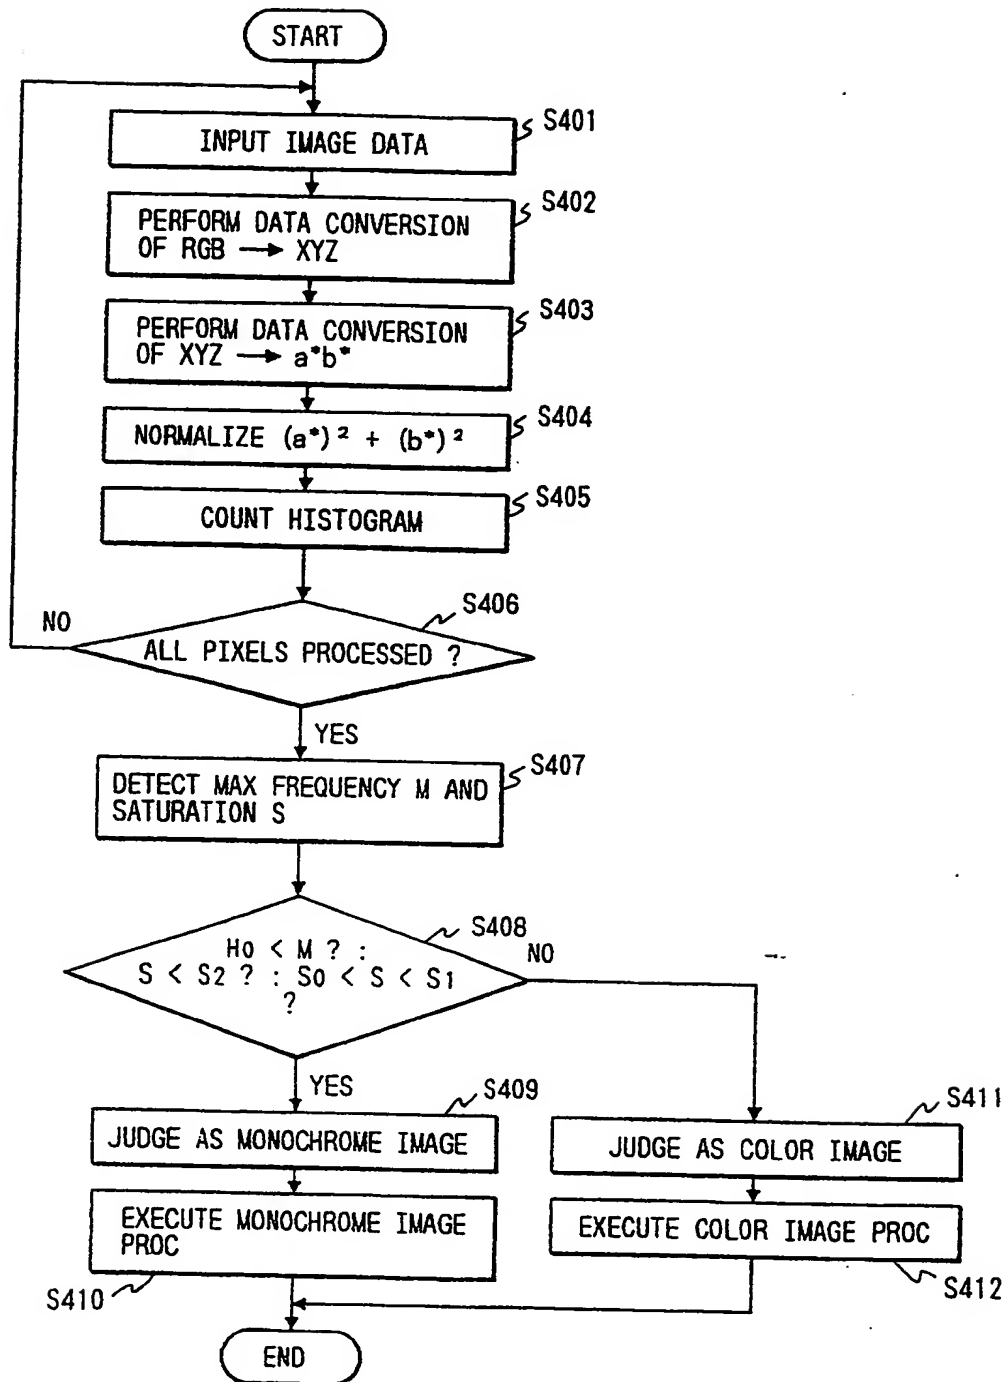 START
S401
INPUT IMAGE DATA
S402
PERFORM DATA CONVERSION
OF RGB → XYZ
S403
PERFORM DATA CONVERSION
OF XYZ → a*b*
S404
NORMALIZE (a*)² + (b*)²
S405
COUNT HISTOGRAM
S406
NO
ALL PIXELS PROCESSED ?
YES
S407
DETECT MAX FREQUENCY M AND
SATURATION S
S408
H0 < M ? :
NO
S < S2 ? : S0 < S < S1
?
YES
S409
S411
JUDGE AS MONOCHROME IMAGE
JUDGE AS COLOR IMAGE
EXECUTE MONOCHROME IMAGE
PROC
EXECUTE COLOR IMAGE PROC
S410
S412
END